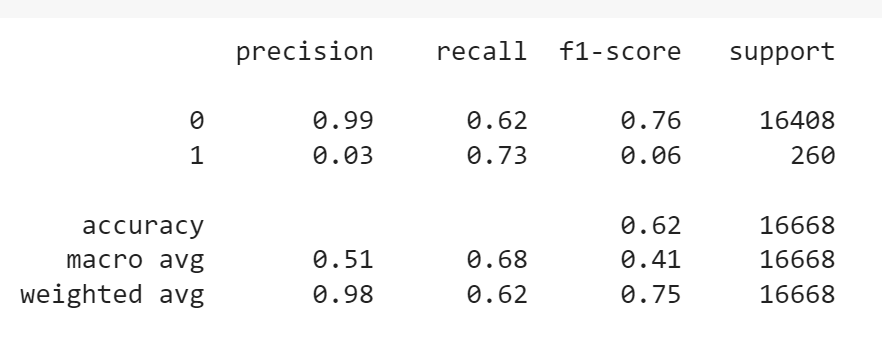 precision recall f1-score support
0 0.99 0.62 0.76 16408
1 0.03 0.73 0.06 260
accuracy 0.62 16668
macro avg 0.51 0.68 0.41 16668
weighted avg 0.98 0.62 0.75 16668